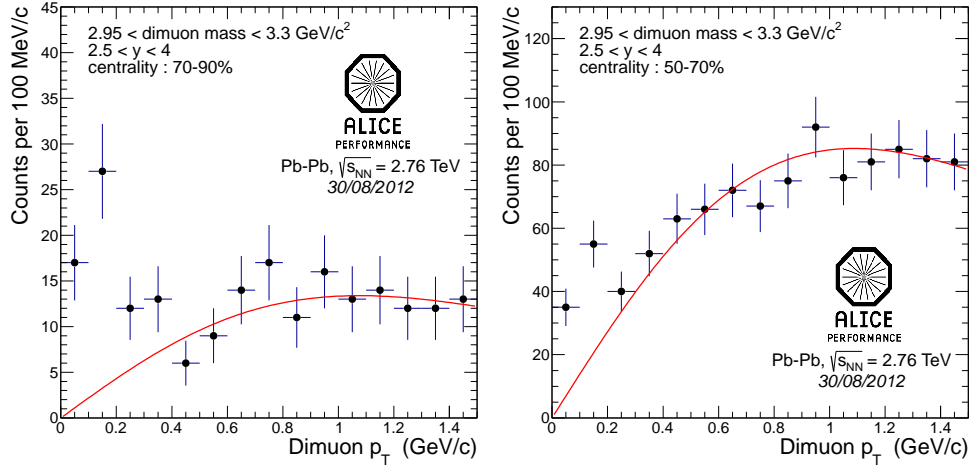 2.95 < dimuon mass < 3.3 GeV/c²
2.5 < y < 4
centrality : 70-90%
ALICE
PERFORMANCE
Pb-Pb, √s_NN = 2.76 TeV
30/08/2012
Counts per 100 MeV/c
45
40
35
30
25
20
15
10
5
0
0 0.2 0.4 0.6 0.8 1 1.2 1.4
Dimuon p_T (GeV/c)
2.95 < dimuon mass < 3.3 GeV/c²
2.5 < y < 4
centrality : 50-70%
ALICE
PERFORMANCE
Pb-Pb, √s_NN = 2.76 TeV
30/08/2012
Counts per 100 MeV/c
120
100
80
60
40
20
0
0 0.2 0.4 0.6 0.8 1 1.2 1.4
Dimuon p_T (GeV/c)